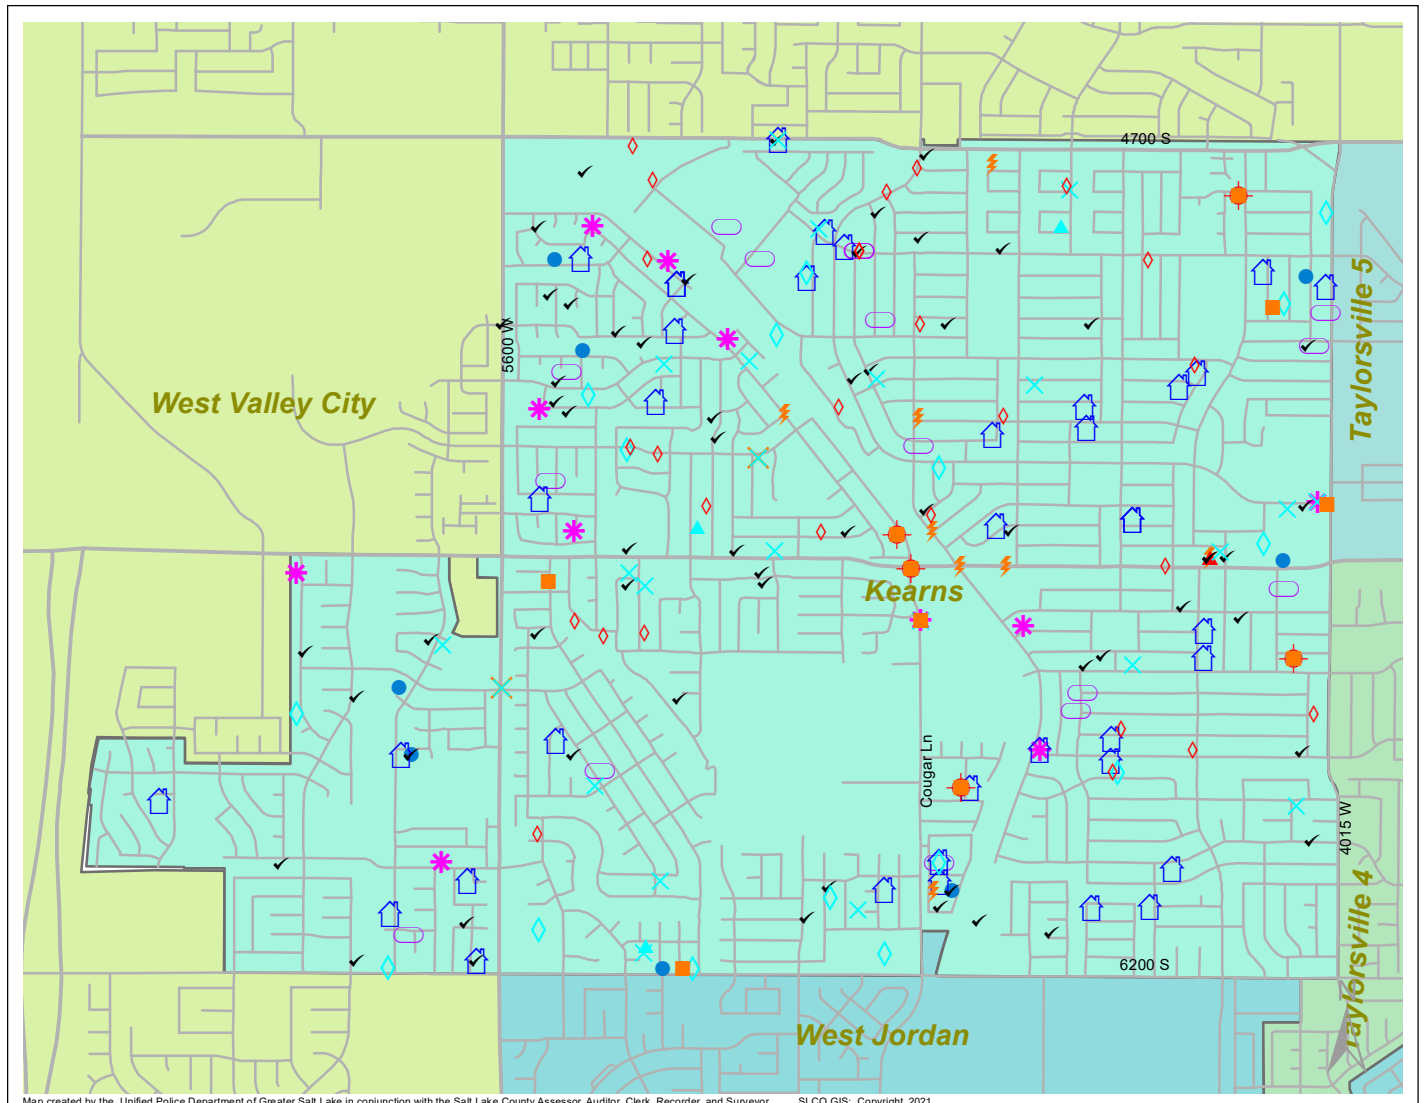 4700 S
5600 W
Taylorsville 5
West Valley City
Kearns
Cougar Ln
4015 W
Taylorsville 4
6200 S
West Jordan
Map created by the Unified Police Department of Greater Salt Lake in conjunction with the Salt Lake County Assessor, Auditor, Clerk, Recorder, and Surveyor. SLCO GIS: Copyright, 2021